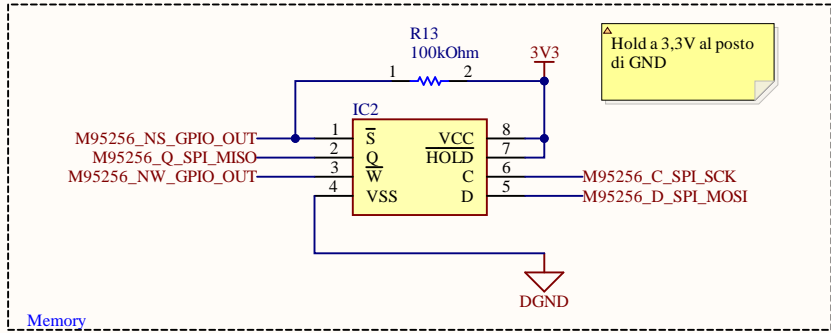 R13
100kOhm
1 2
3V3
Hold a 3,3V al posto
di GND
IC2
M95256_NS_GPIO_OUT 1 S VCC 8
M95256_Q_SPI_MISO 2 Q HOLD 7
M95256_NW_GPIO_OUT 3 W C 6 M95256_C_SPI_SCK
4 VSS D 5 M95256_D_SPI_MOSI
DGND
Memory